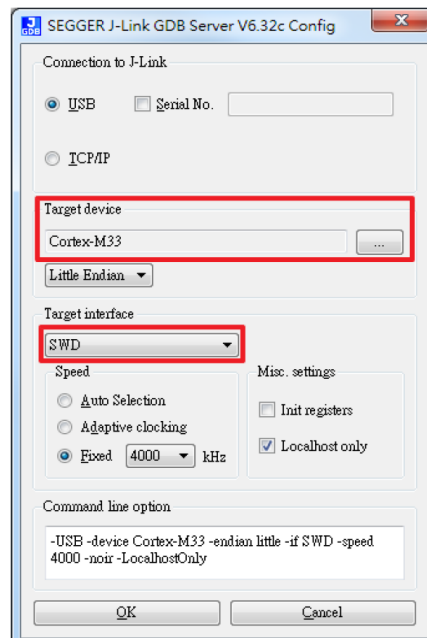 SEGGER J-Link GDB Server V6.32c Config
Connection to J-Link
USB
Serial No.
TCP/IP
Target device
Cortex-M33
...
Little Endian
Target interface
SWD
Speed
Misc. settings
Auto Selection
Init registers
Adaptive clocking
Localhost only
Fixed 4000 kHz
Command line option
-USB -device Cortex-M33 -endian little -if SWD -speed
4000 -noir -LocalhostOnly
OK
Cancel